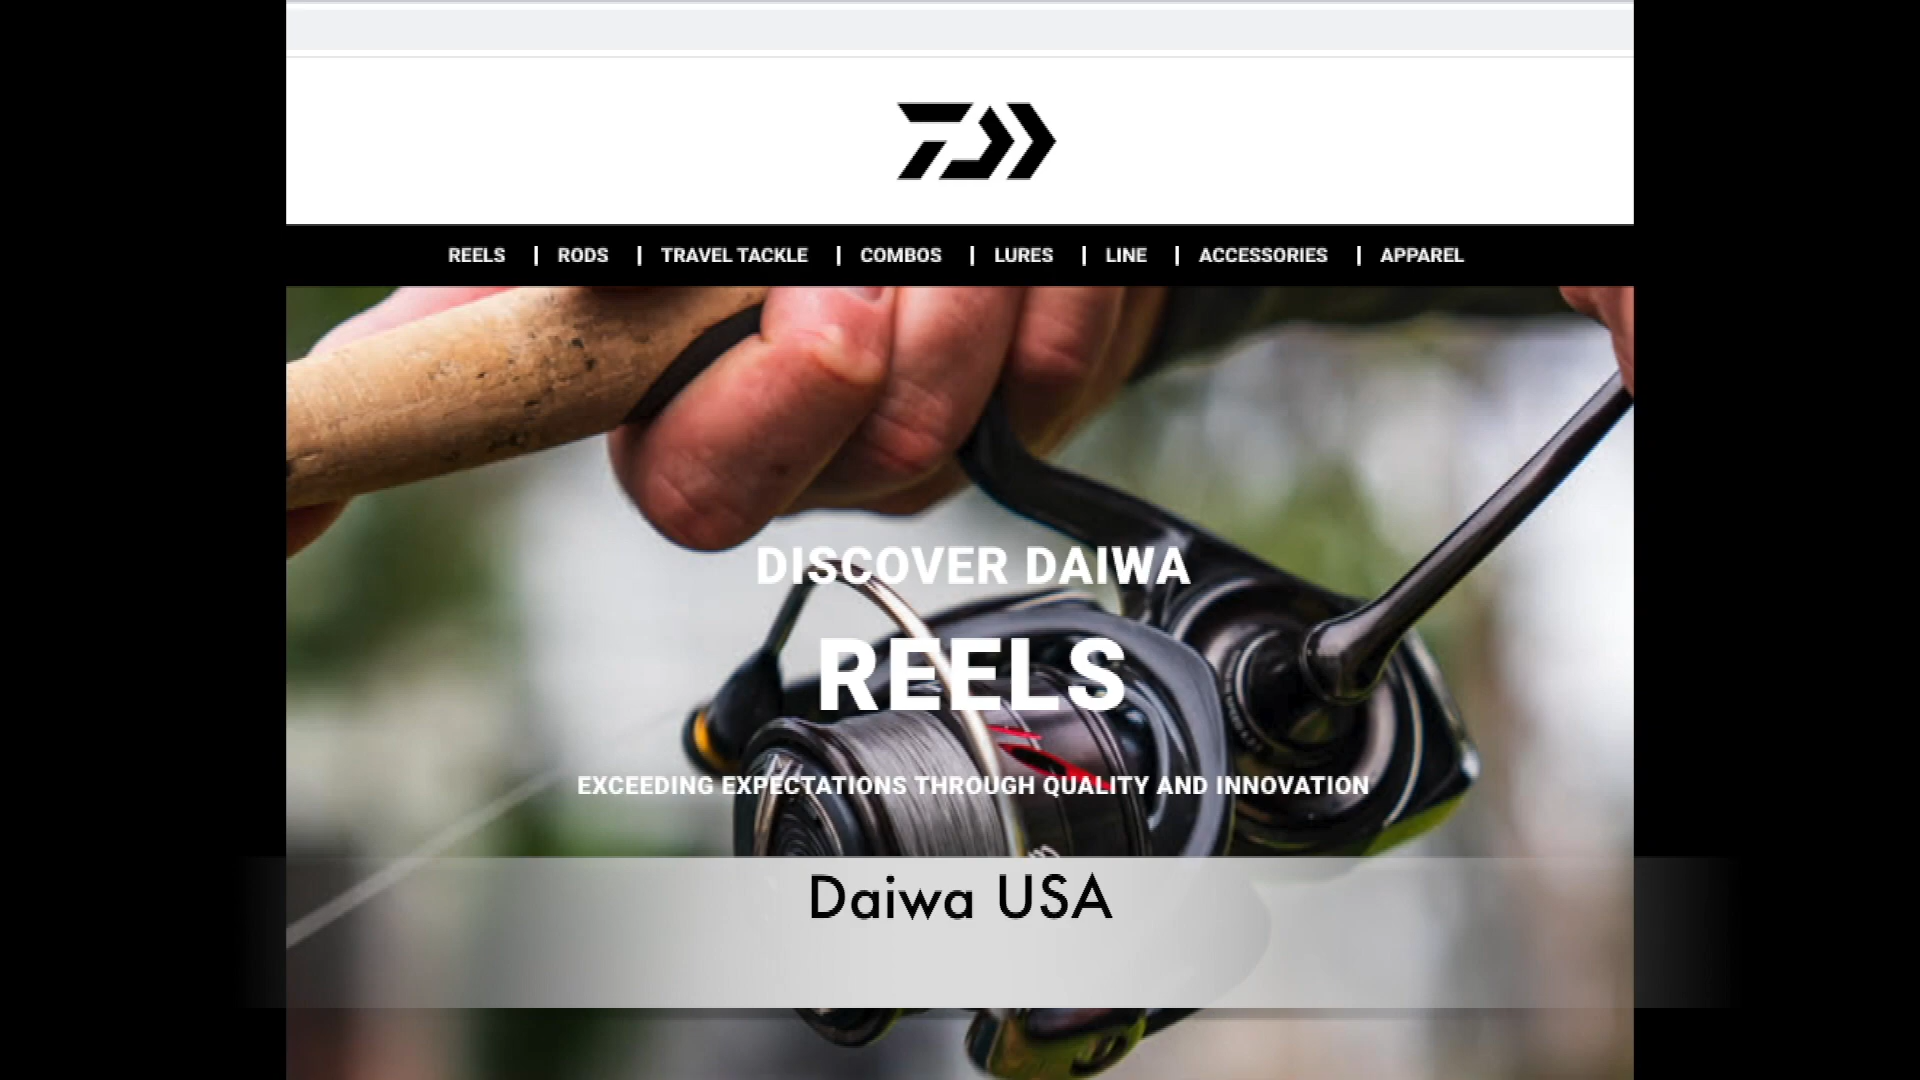 REELS | RODS | TRAVEL TACKLE | COMBOS | LURES | LINE | ACCESSORIES | APPAREL
DISCOVER DAIWA
REELS
EXCEEDING EXPECTATIONS THROUGH QUALITY AND INNOVATION
Daiwa USA